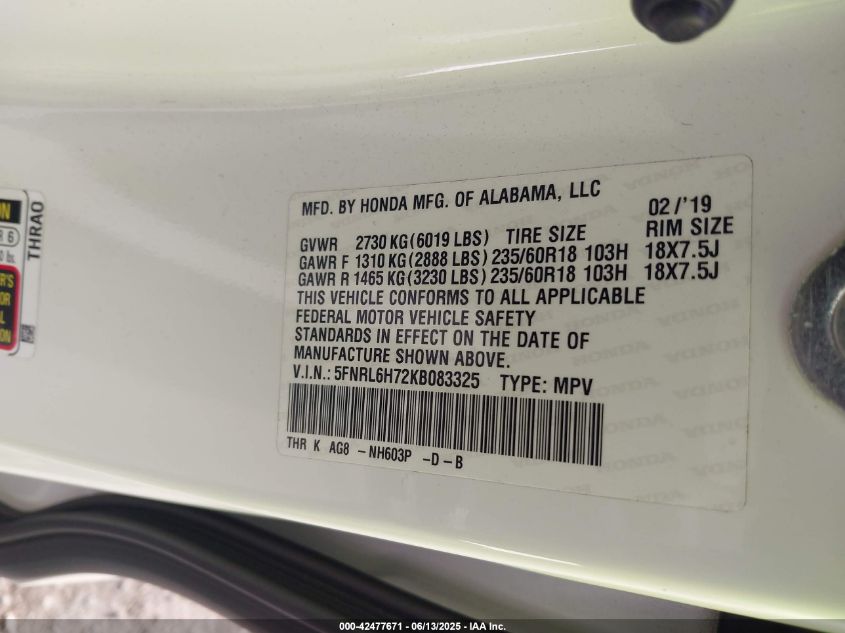 MFD. BY HONDA MFG. OF ALABAMA, LLC 02/'19
GVWR 2730 KG (6019 LBS) TIRE SIZE RIM SIZE
GAWR F 1310 KG (2888 LBS) 235/60R18 103H 18X7.5J
GAWR R 1465 KG (3230 LBS) 235/60R18 103H 18X7.5J
THIS VEHICLE CONFORMS TO ALL APPLICABLE
FEDERAL MOTOR VEHICLE SAFETY
STANDARDS IN EFFECT ON THE DATE OF
MANUFACTURE SHOWN ABOVE.
V.I.N.: 5FNRL6H72KB083325 TYPE: MPV
THR K AG8 -NH603P -D-B
THRA0
000-42477671 06/13/2025 - IAA Inc.